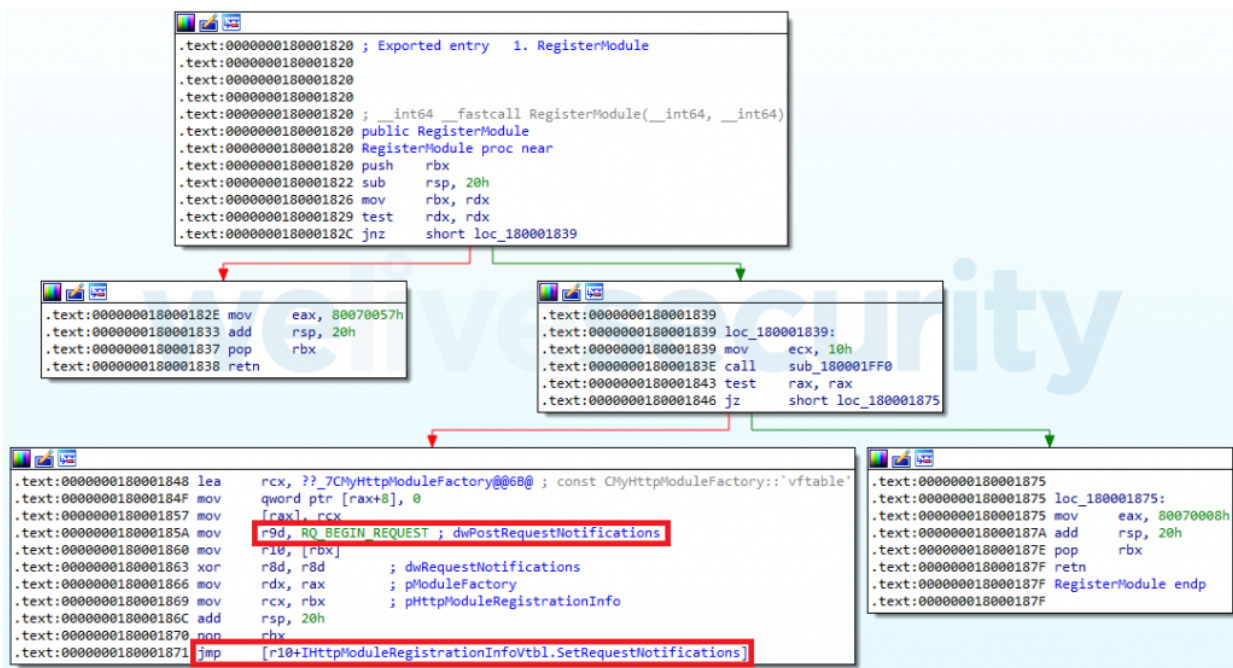 .text:0000000180001820 ; Exported entry   1. RegisterModule
.text:0000000180001820
.text:0000000180001820
.text:0000000180001820
.text:0000000180001820 ; __int64 __fastcall RegisterModule(__int64, __int64)
.text:0000000180001820 public RegisterModule
.text:0000000180001820 RegisterModule proc near
.text:0000000180001820 push    rbx
.text:0000000180001822 sub     rsp, 20h
.text:0000000180001826 mov     rbx, rdx
.text:0000000180001829 test    rdx, rdx
.text:000000018000182C jnz     short loc_180001839
welivesecurity
.text:000000018000182E mov     eax, 80070057h
.text:0000000180001833 add     rsp, 20h
.text:0000000180001837 pop     rbx
.text:0000000180001838 retn
.text:0000000180001839
.text:0000000180001839 loc_180001839:
.text:0000000180001839 mov     ecx, 10h
.text:000000018000183E call    sub_180001FF0
.text:0000000180001843 test    rax, rax
.text:0000000180001846 jz      short loc_180001875
.text:0000000180001848 lea     rcx, ??_7CMyHttpModuleFactory@@6B@ ; const CMyHttpModuleFactory::`vftable'
.text:000000018000184F mov     qword ptr [rax+8], 0
.text:0000000180001857 mov     [rax], rcx
.text:000000018000185A mov     r9d, RQ_BEGIN_REQUEST ; dwPostRequestNotifications
.text:0000000180001860 mov     r10, [rbx]
.text:0000000180001863 xor     r8d, r8d        ; dwRequestNotifications
.text:0000000180001866 mov     rdx, rax        ; pModuleFactory
.text:0000000180001869 mov     rcx, rbx        ; pHttpModuleRegistrationInfo
.text:000000018000186C add     rsp, 20h
.text:0000000180001870 pop     rbx
.text:0000000180001871 jmp     [r10+IHttpModuleRegistrationInfoVtbl.SetRequestNotifications]
.text:0000000180001875
.text:0000000180001875 loc_180001875:
.text:0000000180001875 mov     eax, 80070008h
.text:000000018000187A add     rsp, 20h
.text:000000018000187E pop     rbx
.text:000000018000187F retn
.text:000000018000187F RegisterModule endp
.text:000000018000187F